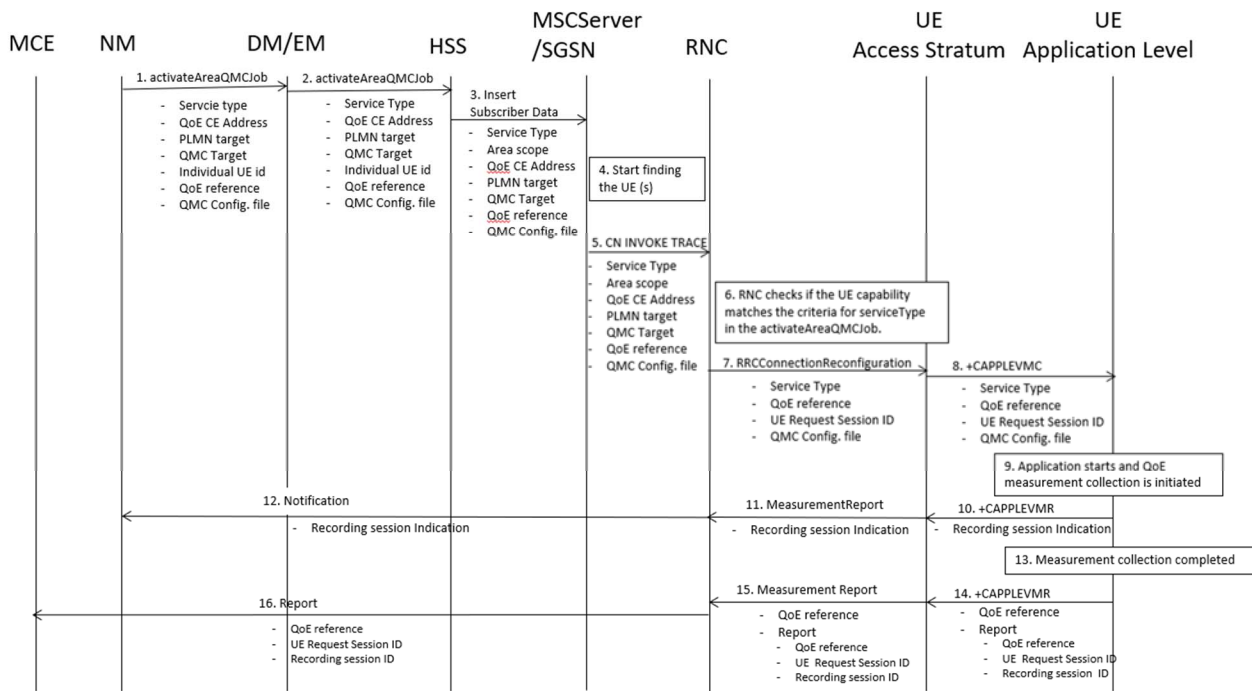 MCE
NM
DM/EM
HSS
MSCServer
/SGSN
RNC
UE
Access Stratum
UE
Application Level
1. activateAreaQMCJob
- Servcie type
- QoE CE Address
- PLMN target
- QMC Target
- Individual UE id
- QoE reference
- QMC Config. file
2. activateAreaQMCJob
- Service Type
- QoE CE Address
- PLMN target
- QMC Target
- Individual UE id
- QoE reference
- QMC Config. file
3. Insert
Subscriber Data
- Service Type
- Area scope
- QoE CE Address
- PLMN target
- QMC Target
- QoE reference
- QMC Config. file
4. Start finding
the UE (s)
5. CN INVOKE TRACE
- Service Type
- Area scope
- QoE CE Address
- PLMN target
- QMC Target
- QoE reference
- QMC Config. file
6. RNC checks if the UE capability
matches the criteria for serviceType
in the activateAreaQMCJob.
7. RRCConnectionReconfiguration
- Service Type
- QoE reference
- UE Request Session ID
- QMC Config. file
8. +CAPPLEVMC
- Service Type
- QoE reference
- UE Request Session ID
- QMC Config. file
9. Application starts and QoE
measurement collection is initiated
12. Notification
- Recording session Indication
11. MeasurementReport
- Recording session Indication
10. +CAPPLEVMR
- Recording session Indication
13. Measurement collection completed
16. Report
- QoE reference
- UE Request Session ID
- Recording session ID
15. Measurement Report
- QoE reference
- Report
- QoE reference
- UE Request Session ID
- Recording session ID
14. +CAPPLEVMR
- QoE reference
- Report
- QoE reference
- UE Request Session ID
- Recording session ID